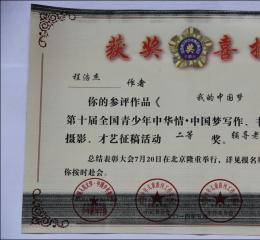 获奖喜报
程浩杰 作者
你的参评作品《 我的中国梦
第十届全国青少年中华情·中国梦写作、书
摄影、才艺征稿活动 二等 奖。 辅导老
总结表彰大会7月20日在北京隆重举行，详见报名
你按时赴会。